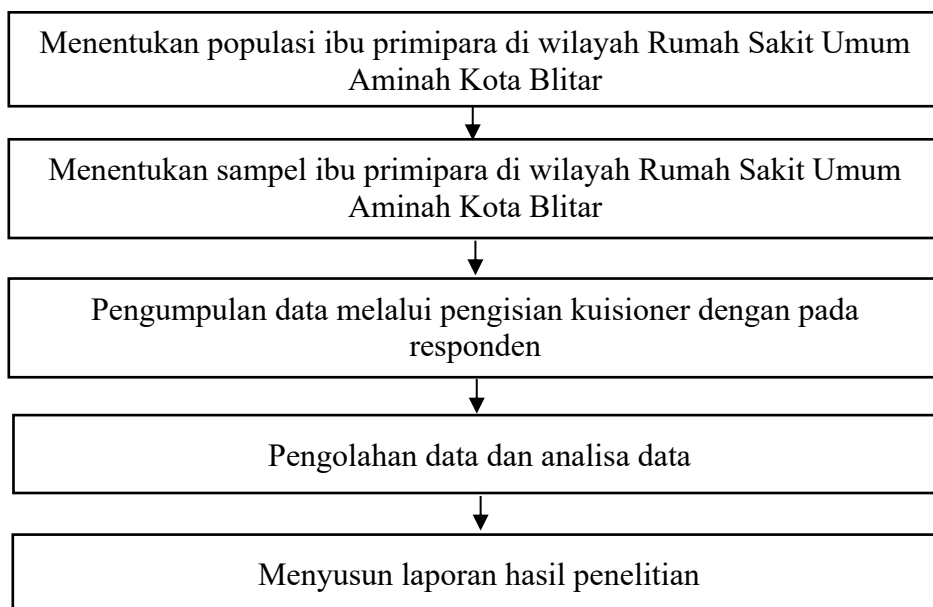 Menentukan populasi ibu primipara di wilayah Rumah Sakit Umum
Aminah Kota Blitar
Menentukan sampel ibu primipara di wilayah Rumah Sakit Umum
Aminah Kota Blitar
Pengumpulan data melalui pengisian kuisioner dengan pada
responden
Pengolahan data dan analisa data
Menyusun laporan hasil penelitian